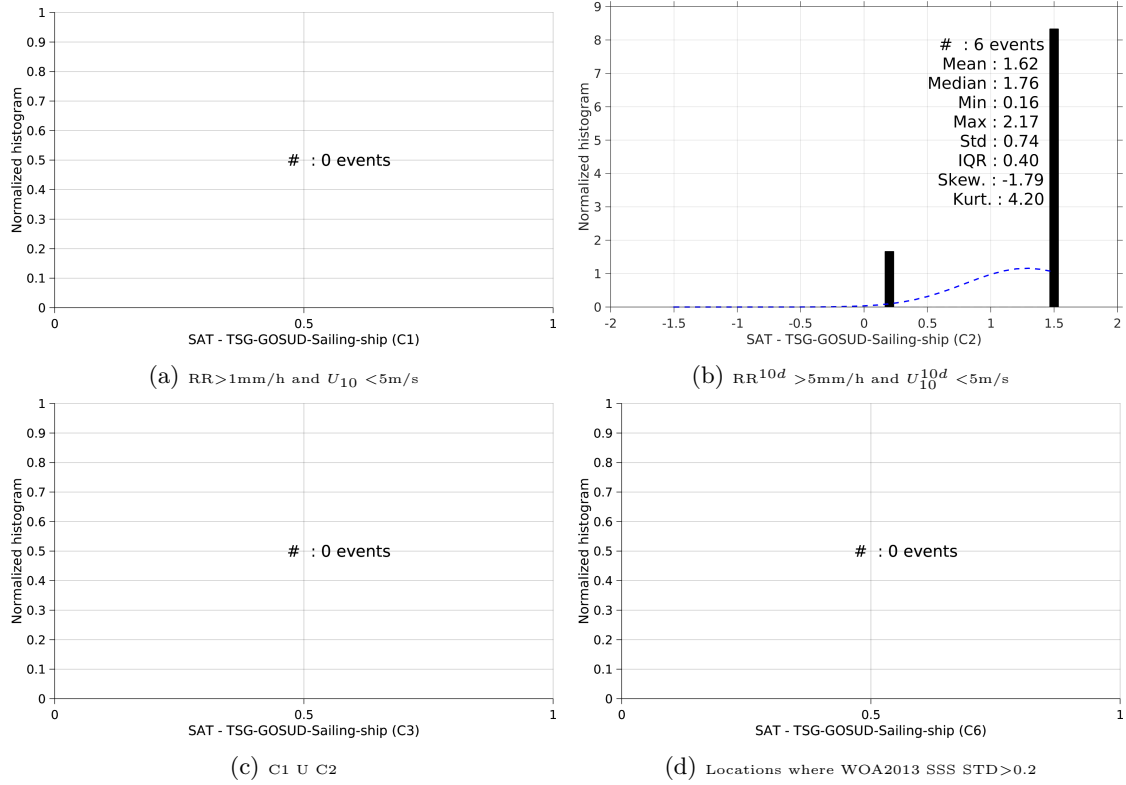 1
0.9
0.8
0.7
0.6
0.5
0.4
0.3
0.2
0.1
0
Normalized histogram
# : 0 events
0 0.5 1
SAT - TSG-GOSUD-Sailing-ship (C1)
(a) RR>1mm/h and U10 <5m/s
9
8
7
6
5
4
3
2
1
0
Normalized histogram
# : 6 events
Mean : 1.62
Median : 1.76
Min : 0.16
Max : 2.17
Std : 0.74
IQR : 0.40
Skew. : -1.79
Kurt. : 4.20
-2 -1.5 -1 -0.5 0 0.5 1 1.5 2
SAT - TSG-GOSUD-Sailing-ship (C2)
(b) RR10d >5mm/h and U10d10 <5m/s
1
0.9
0.8
0.7
0.6
0.5
0.4
0.3
0.2
0.1
0
Normalized histogram
# : 0 events
0 0.5 1
SAT - TSG-GOSUD-Sailing-ship (C3)
(c) C1 U C2
1
0.9
0.8
0.7
0.6
0.5
0.4
0.3
0.2
0.1
0
Normalized histogram
# : 0 events
0 0.5 1
SAT - TSG-GOSUD-Sailing-ship (C6)
(d) Locations where WOA2013 SSS STD>0.2